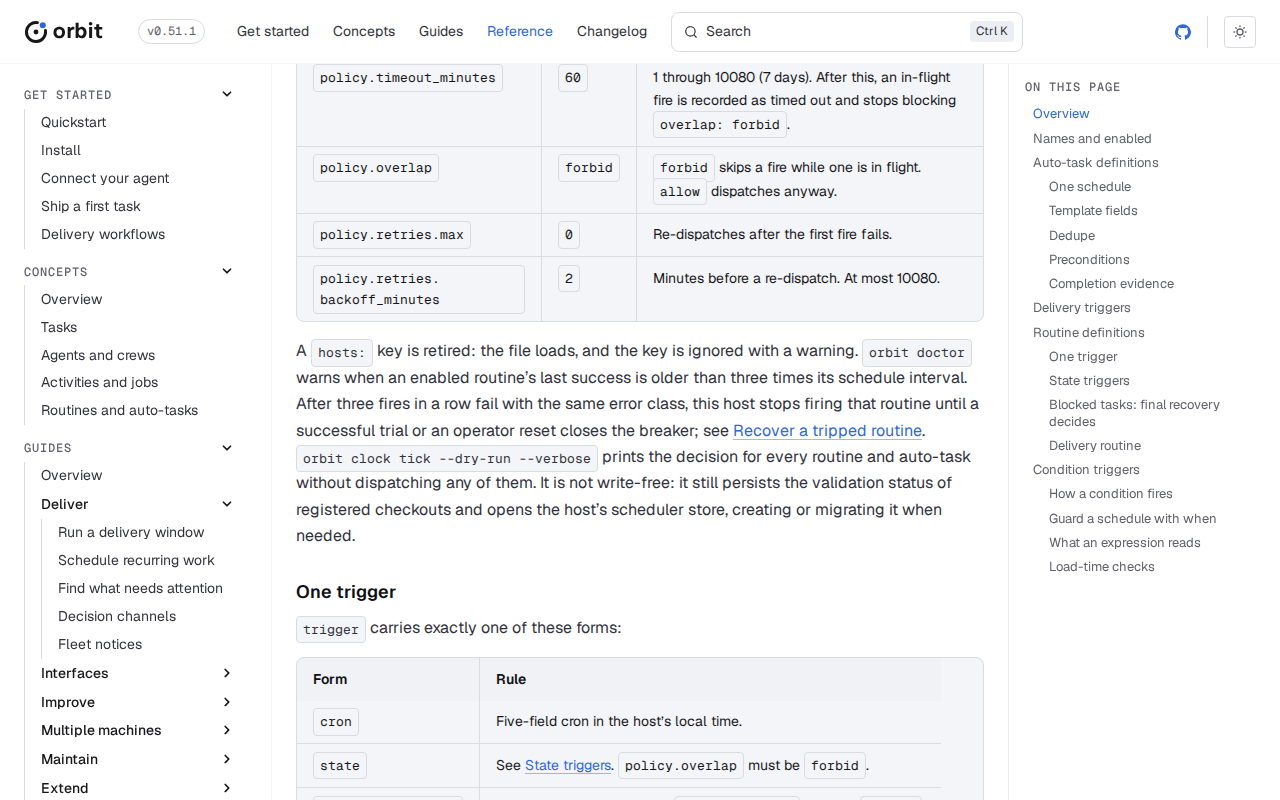 orbit
v0.51.1
Get started
Concepts
Guides
Reference
Changelog
Search
Ctrl K
GET STARTED
Quickstart
Install
Connect your agent
Ship a first task
Delivery workflows
CONCEPTS
Overview
Tasks
Agents and crews
Activities and jobs
Routines and auto-tasks
GUIDES
Overview
Deliver
Run a delivery window
Schedule recurring work
Find what needs attention
Decision channels
Fleet notices
Interfaces
Improve
Multiple machines
Maintain
Extend
policy.timeout_minutes
60
1 through 10080 (7 days). After this, an in-flight
fire is recorded as timed out and stops blocking
overlap: forbid.
policy.overlap
forbid
forbid skips a fire while one is in flight.
allow dispatches anyway.
policy.retries.max
0
Re-dispatches after the first fire fails.
policy.retries.
backoff_minutes
2
Minutes before a re-dispatch. At most 10080.
A hosts: key is retired: the file loads, and the key is ignored with a warning. orbit doctor
warns when an enabled routine's last success is older than three times its schedule interval.
After three fires in a row fail with the same error class, this host stops firing that routine until a
successful trial or an operator reset closes the breaker; see Recover a tripped routine.
orbit clock tick --dry-run --verbose prints the decision for every routine and auto-task
without dispatching any of them. It is not write-free: it still persists the validation status of
registered checkouts and opens the host's scheduler store, creating or migrating it when
needed.
One trigger
trigger carries exactly one of these forms:
Form
Rule
cron
Five-field cron in the host's local time.
state
See State triggers. policy.overlap must be forbid.
ON THIS PAGE
Overview
Names and enabled
Auto-task definitions
One schedule
Template fields
Dedupe
Preconditions
Completion evidence
Delivery triggers
Routine definitions
One trigger
State triggers
Blocked tasks: final recovery
decides
Delivery routine
Condition triggers
How a condition fires
Guard a schedule with when
What an expression reads
Load-time checks